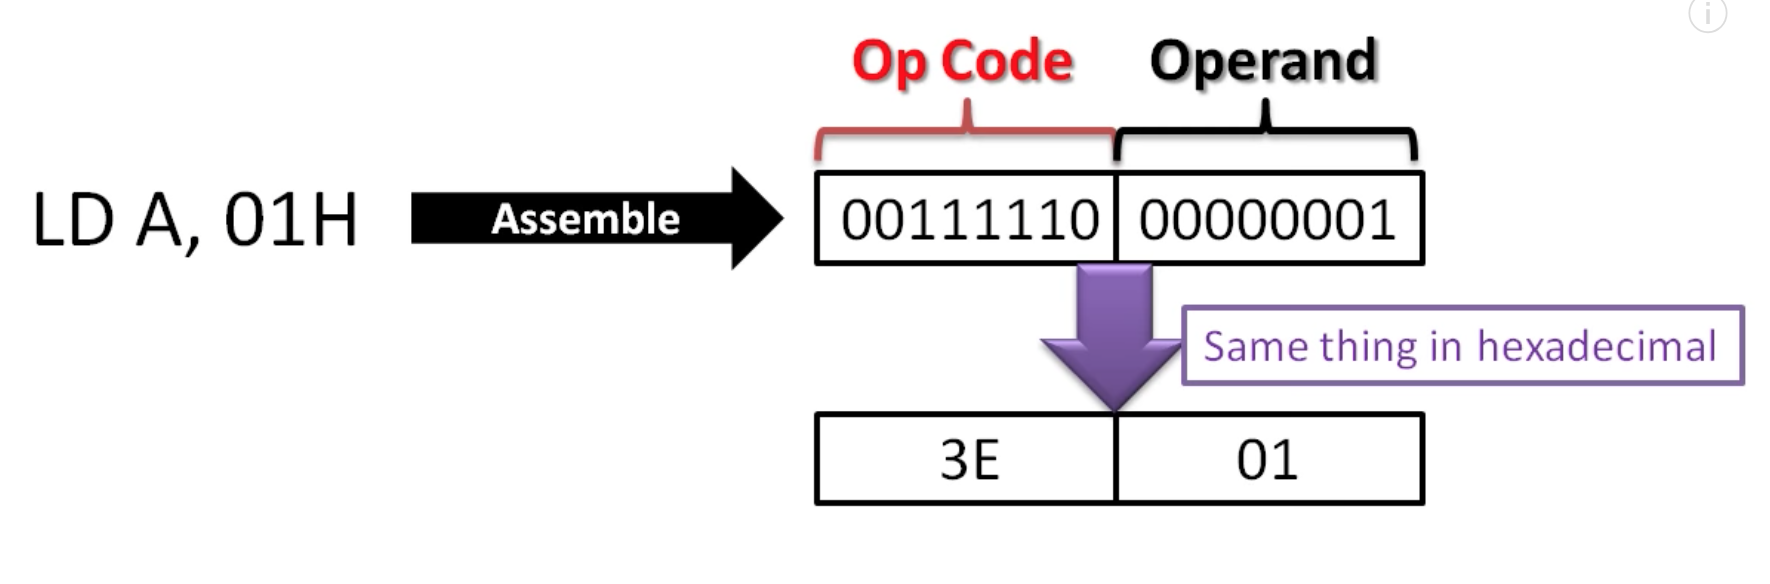 Op Code Operand
LD A, 01H Assemble 00111110 00000001
Same thing in hexadecimal
3E 01